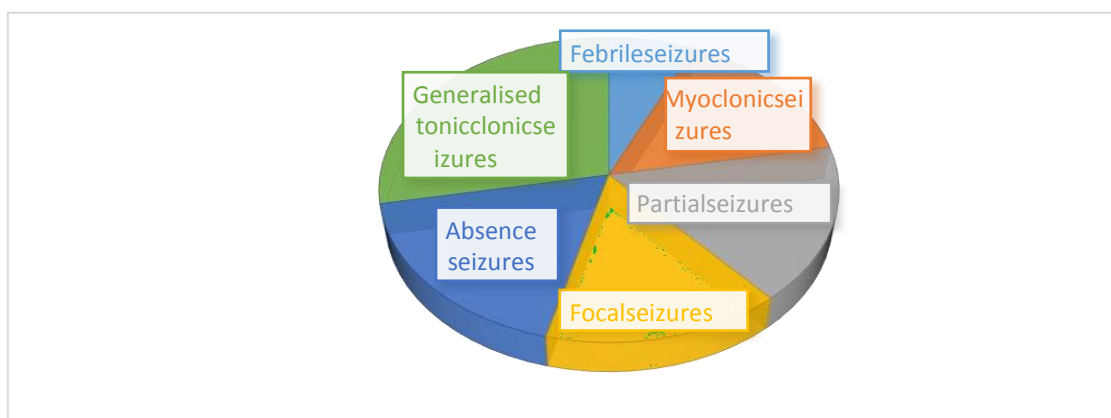 Febrileseizures
Generalised
tonicclonicse
izures
Myoclonicsei
zures
Partialseizures
Absence
seizures
Focalseizures